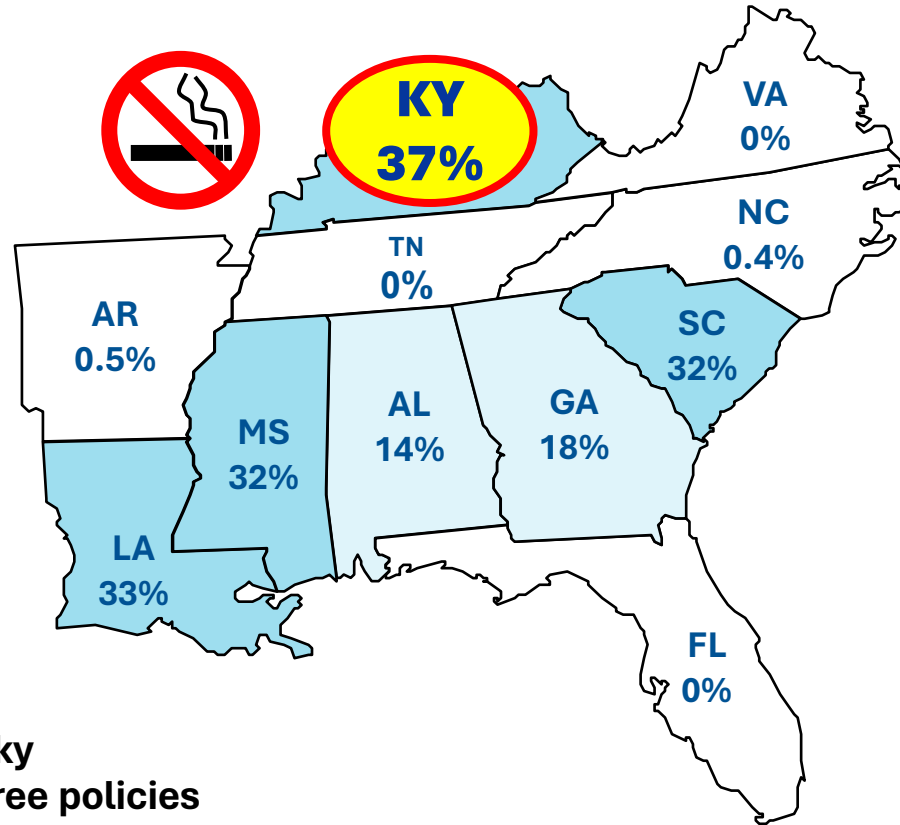 KY
37%
VA
0%
NC
0.4%
TN
0%
AR
0.5%
SC
32%
AL
14%
GA
18%
MS
32%
LA
33%
FL
0%
ky
ree policies